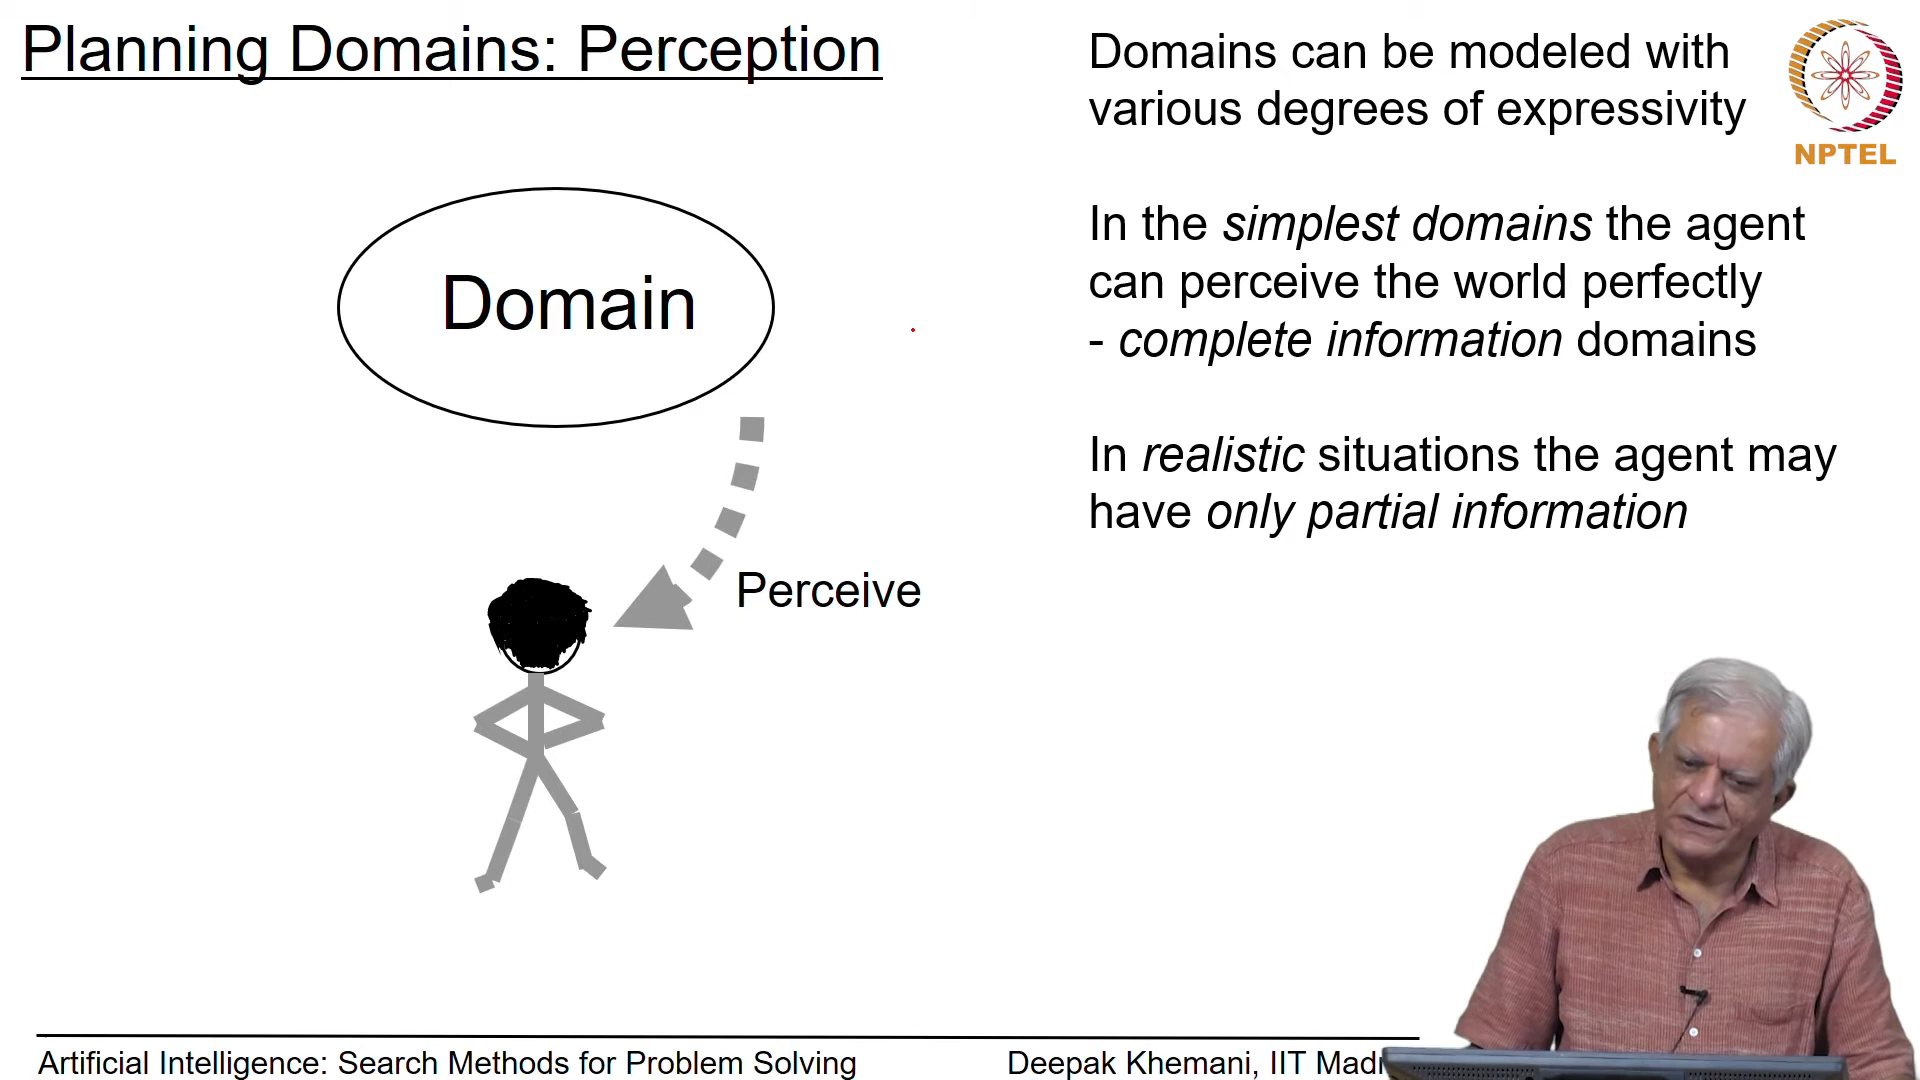 Planning Domains: Perception
Domain
Perceive
Domains can be modeled with
various degrees of expressivity
In the simplest domains the agent
can perceive the world perfectly
- complete information domains
In realistic situations the agent may
have only partial information
NPTEL
Artificial Intelligence: Search Methods for Problem Solving
Deepak Khemani, IIT Madr